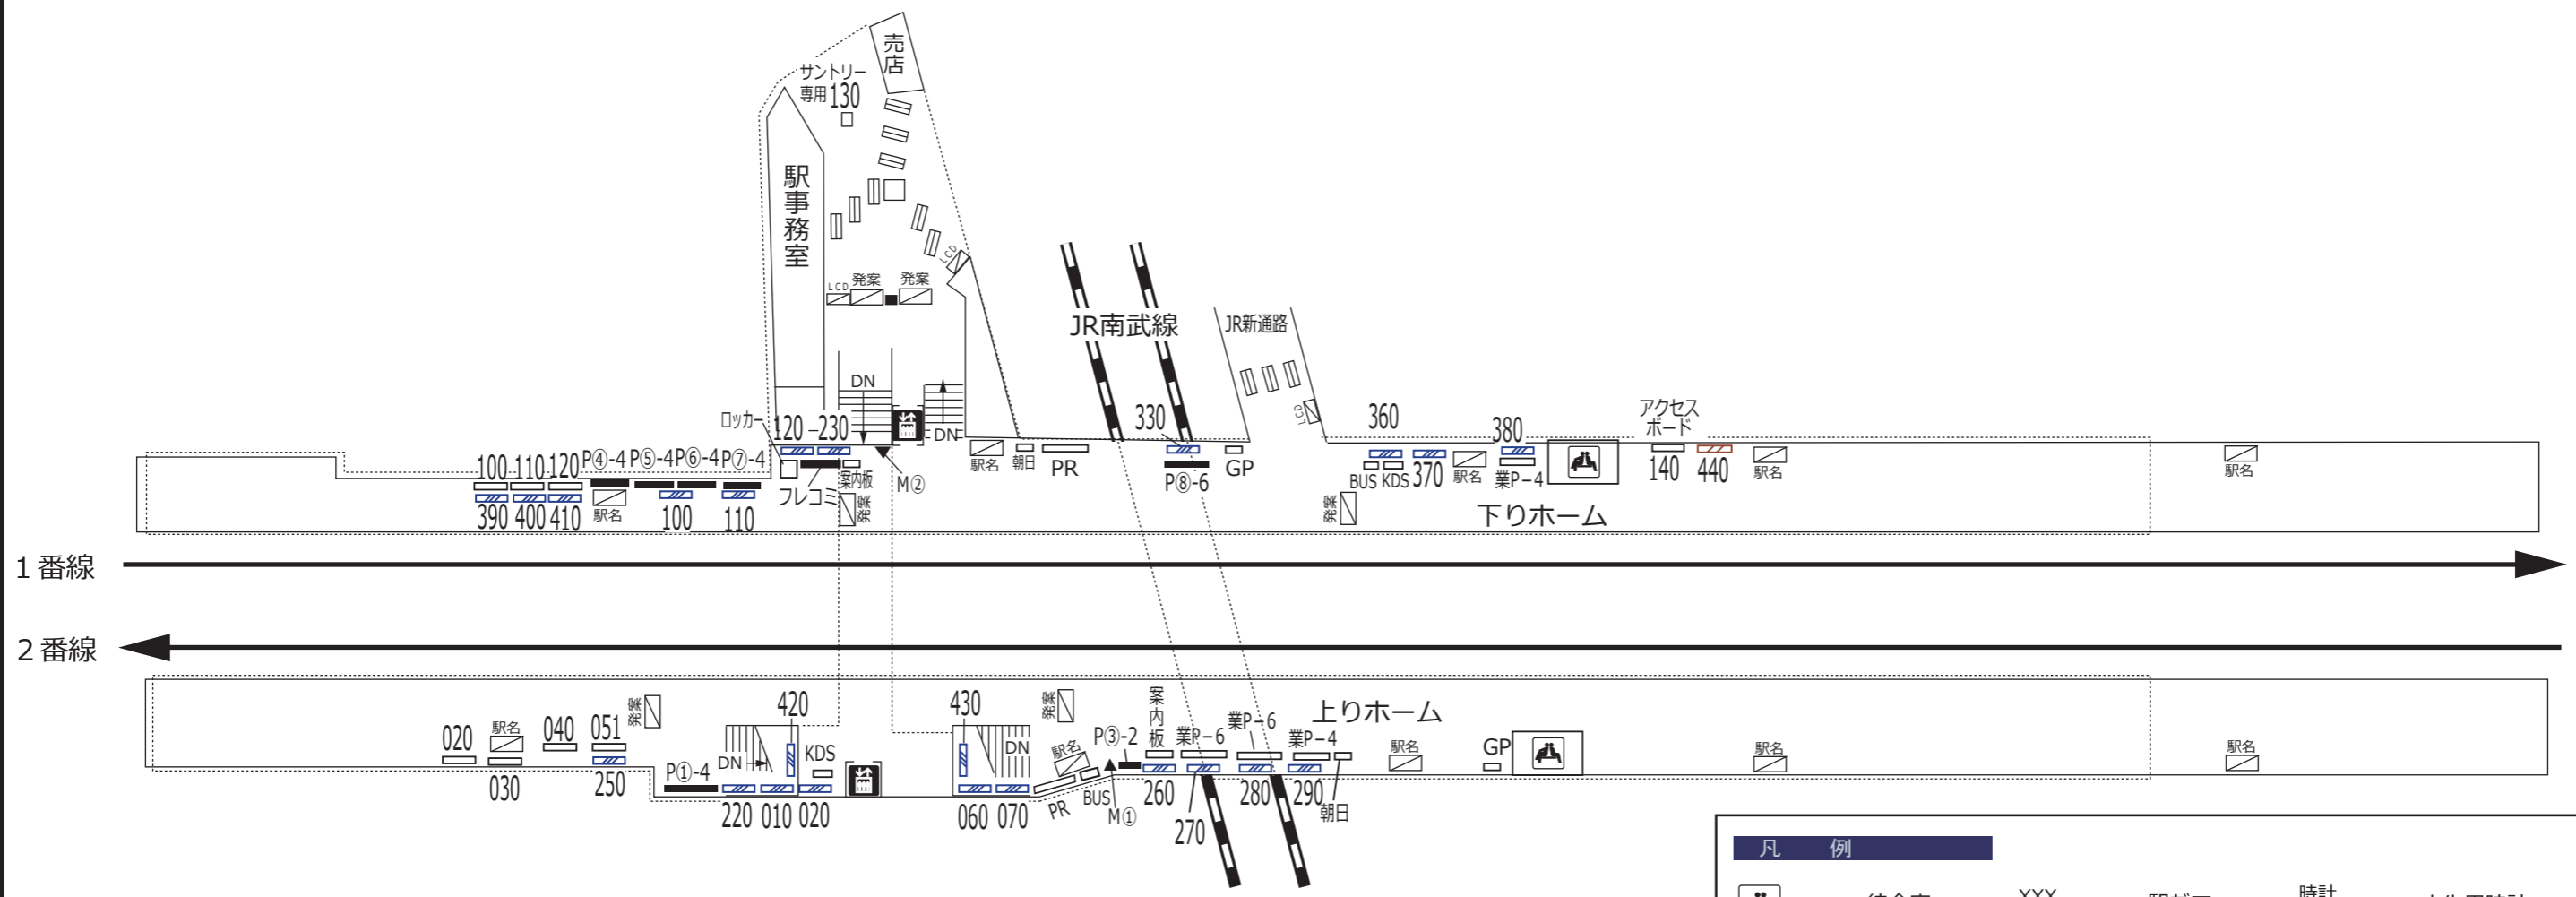 売店
サントリー
専用 130
駅事務室
LCD
LCD 発案 発案
JR南武線
JR新通路
LCD
DN
DN
ロッカー 120 230
330
360
380
アクセス
ボード
100 110 120 P④-4 P⑤-4 P⑥-4 P⑦-4
フレコミ 案内板 M②
発案
駅名 朝日 PR
P⑧-6 GP
BUS KDS 370 駅名 業P-4
140 440 駅名
駅名
390 400 410 駅名 100 110
発案
下りホーム
1番線
2番線
020 駅名 040 051 発案
030 250
P①-4 DN 420 KDS
220 010 020
430 DN
060 070
発案
駅名
PR BUS M①
P③-2 案内板 業P-6 業P-6 業P-4
上りホーム
260 270 280 290 朝日
駅名 GP 駅名 駅名
凡 例
XXX
時計